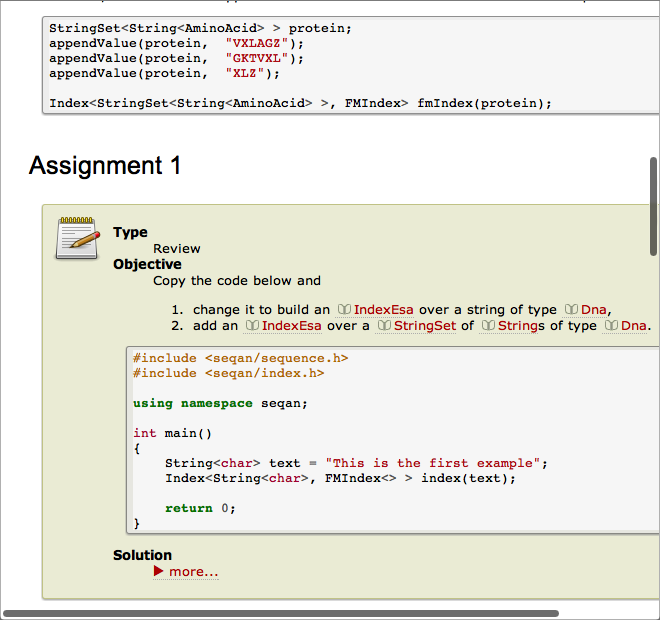 StringSet<String<AminoAcid> > protein;
appendValue(protein,  "VXLAGZ");
appendValue(protein,  "GKTVXL");
appendValue(protein,  "XLZ");
Index<StringSet<String<AminoAcid> >, FMIndex> fmIndex(protein);
Assignment 1
Type
Review
Objective
Copy the code below and
1. change it to build an IndexEsa over a string of type Dna,
2. add an IndexEsa over a StringSet of Strings of type Dna.
#include <seqan/sequence.h>
#include <seqan/index.h>
using namespace seqan;
int main()
{
    String<char> text = "This is the first example";
    Index<String<char>, FMIndex<> > index(text);
    return 0;
}
Solution
more...